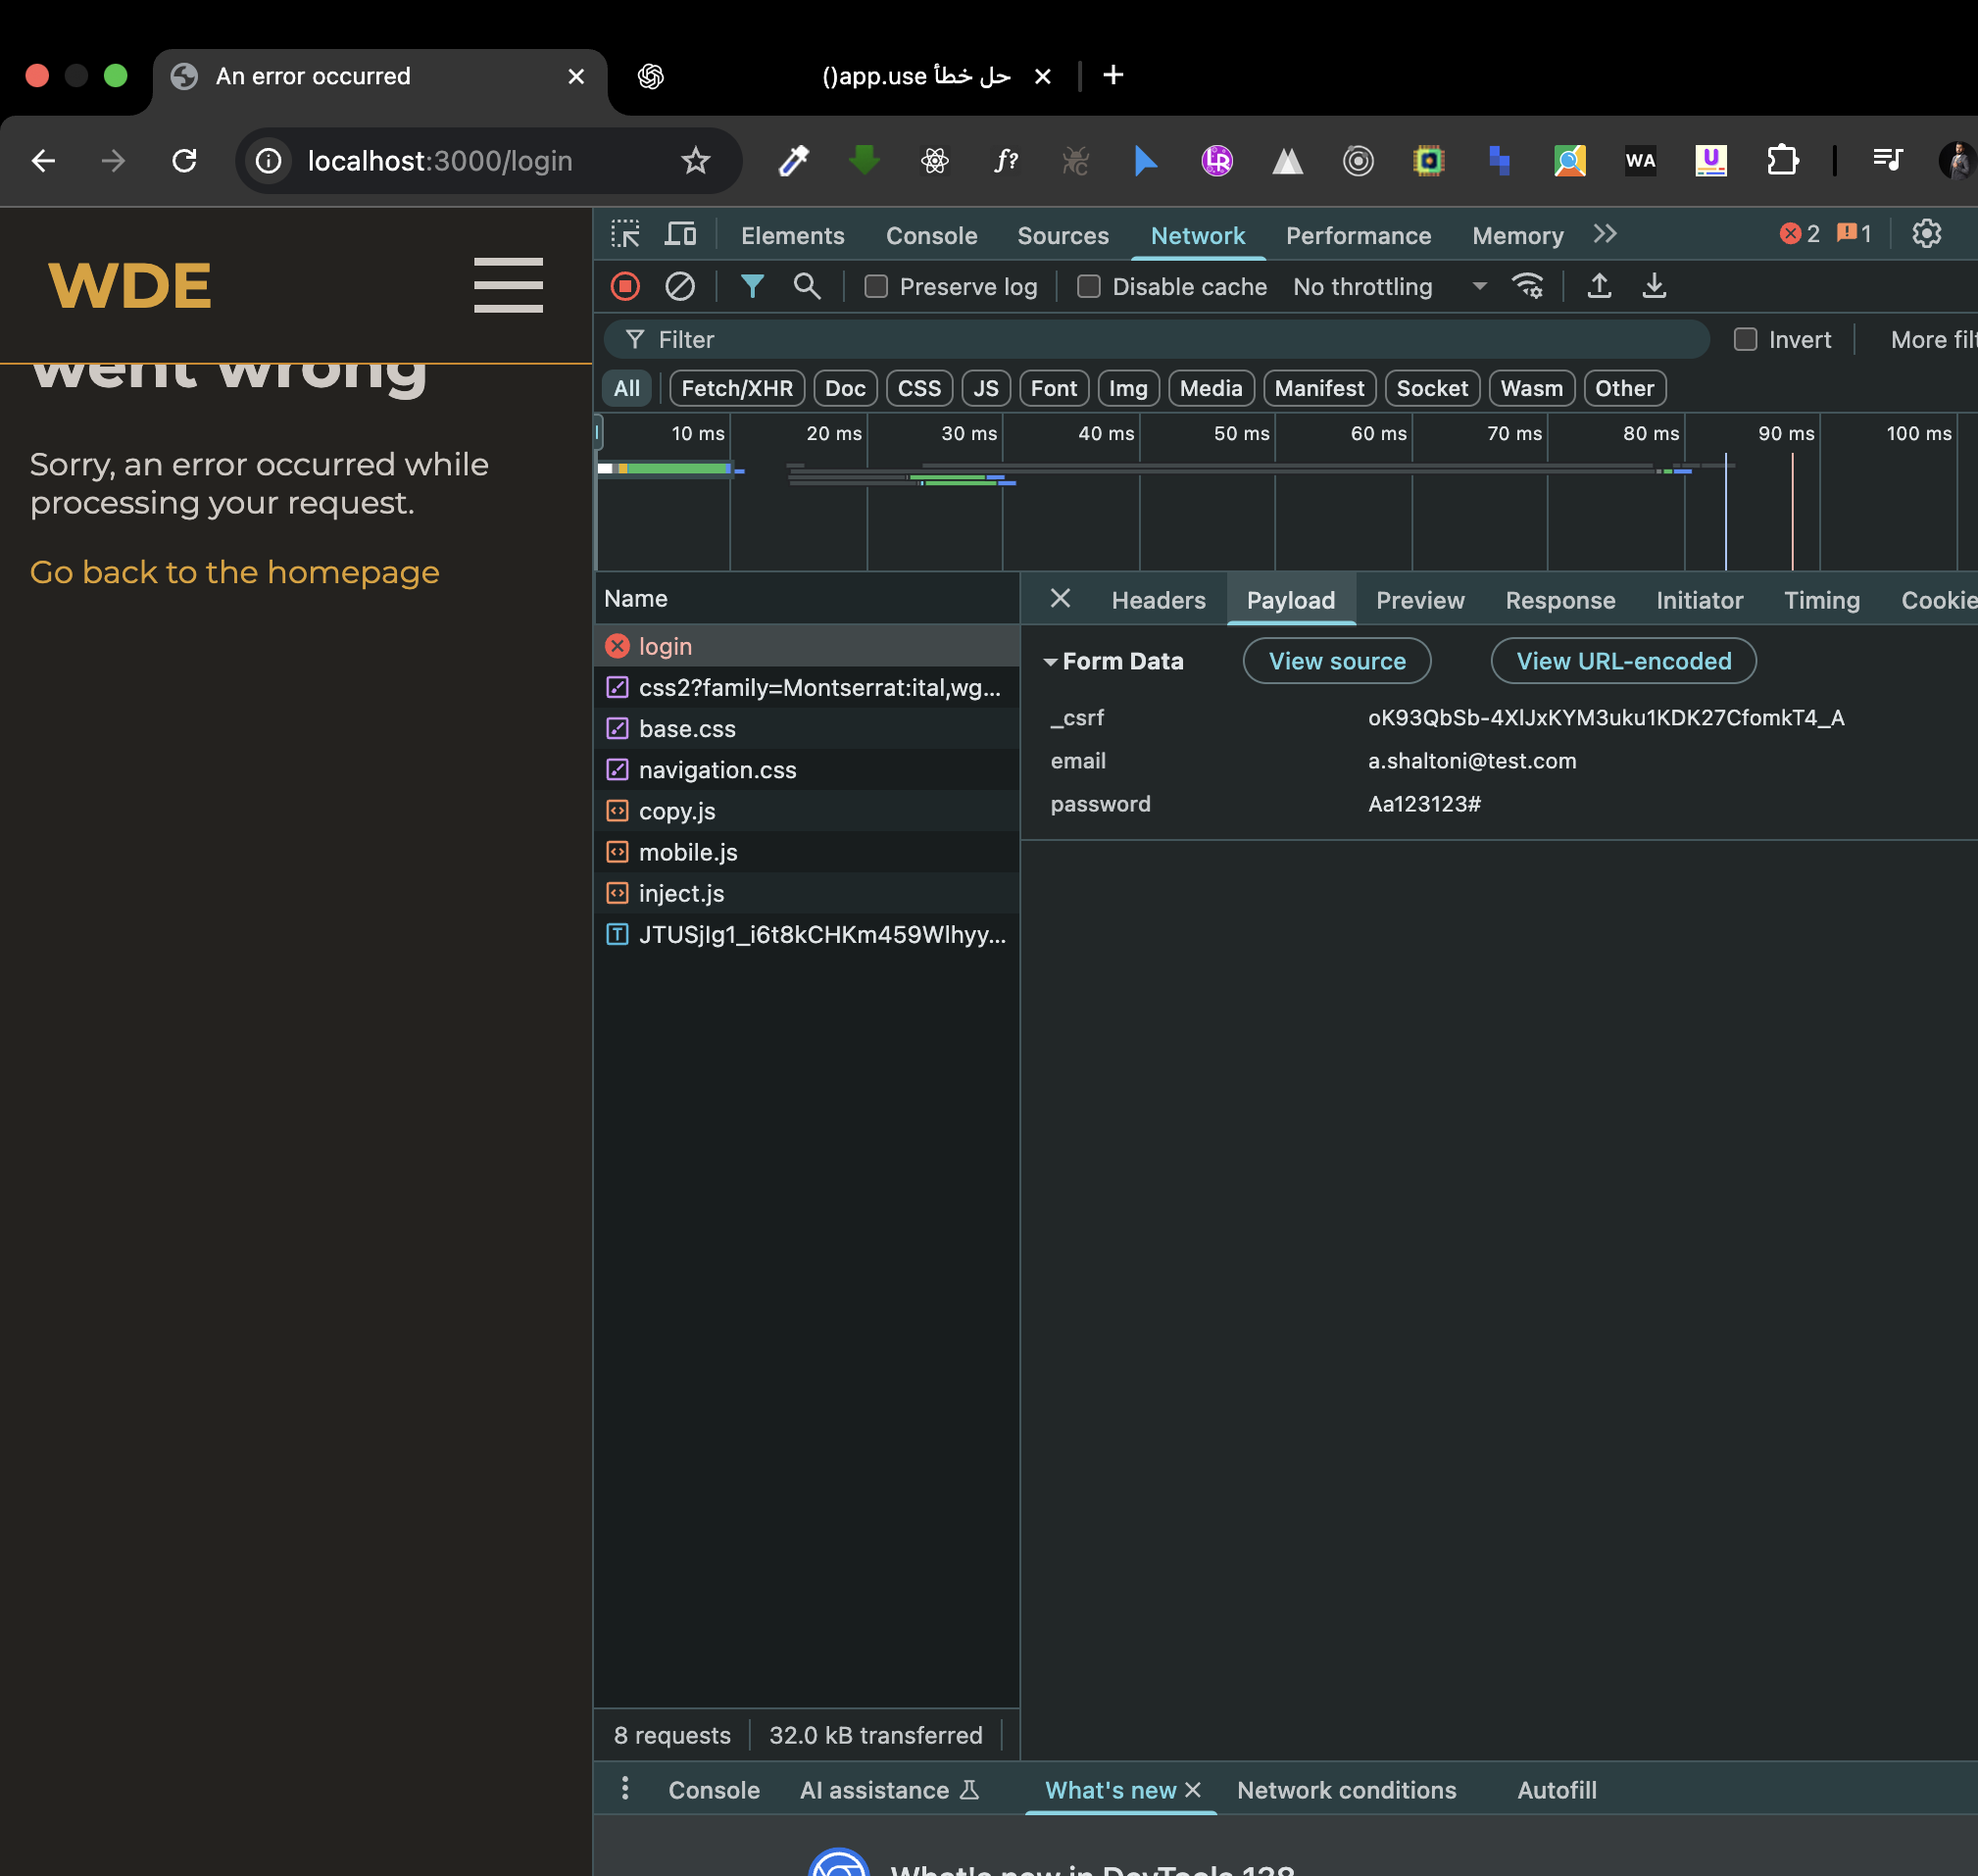 An error occurred
حل خطأ app.use()
localhost:3000/login
WA
U
WDE
went wrong
Sorry, an error occurred while
processing your request.
Go back to the homepage
Elements Console Sources Network Performance Memory 2 1
Preserve log Disable cache No throttling
Filter Invert More filt
All Fetch/XHR Doc CSS JS Font Img Media Manifest Socket Wasm Other
10 ms 20 ms 30 ms 40 ms 50 ms 60 ms 70 ms 80 ms 90 ms 100 ms
Name
login
css2?family=Montserrat:ital,wg...
base.css
navigation.css
copy.js
mobile.js
inject.js
JTUSjIg1_i6t8kCHKm459Wlhyy...
Headers Payload Preview Response Initiator Timing Cookie
Form Data View source View URL-encoded
_csrf oK93QbSb-4XlJxKYM3uku1KDK27CfomkT4_A
email a.shaltoni@test.com
password Aa123123#
8 requests 32.0 kB transferred
Console AI assistance What's new Network conditions Autofill
What's new in DevTools 138